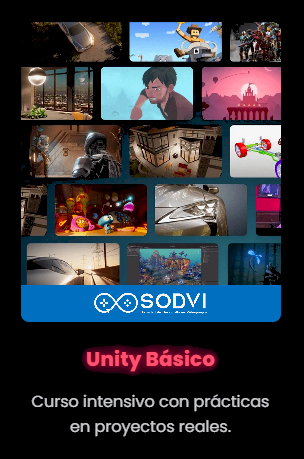 SODVI
Unity Básico
Curso intensivo con prácticas
en proyectos reales.